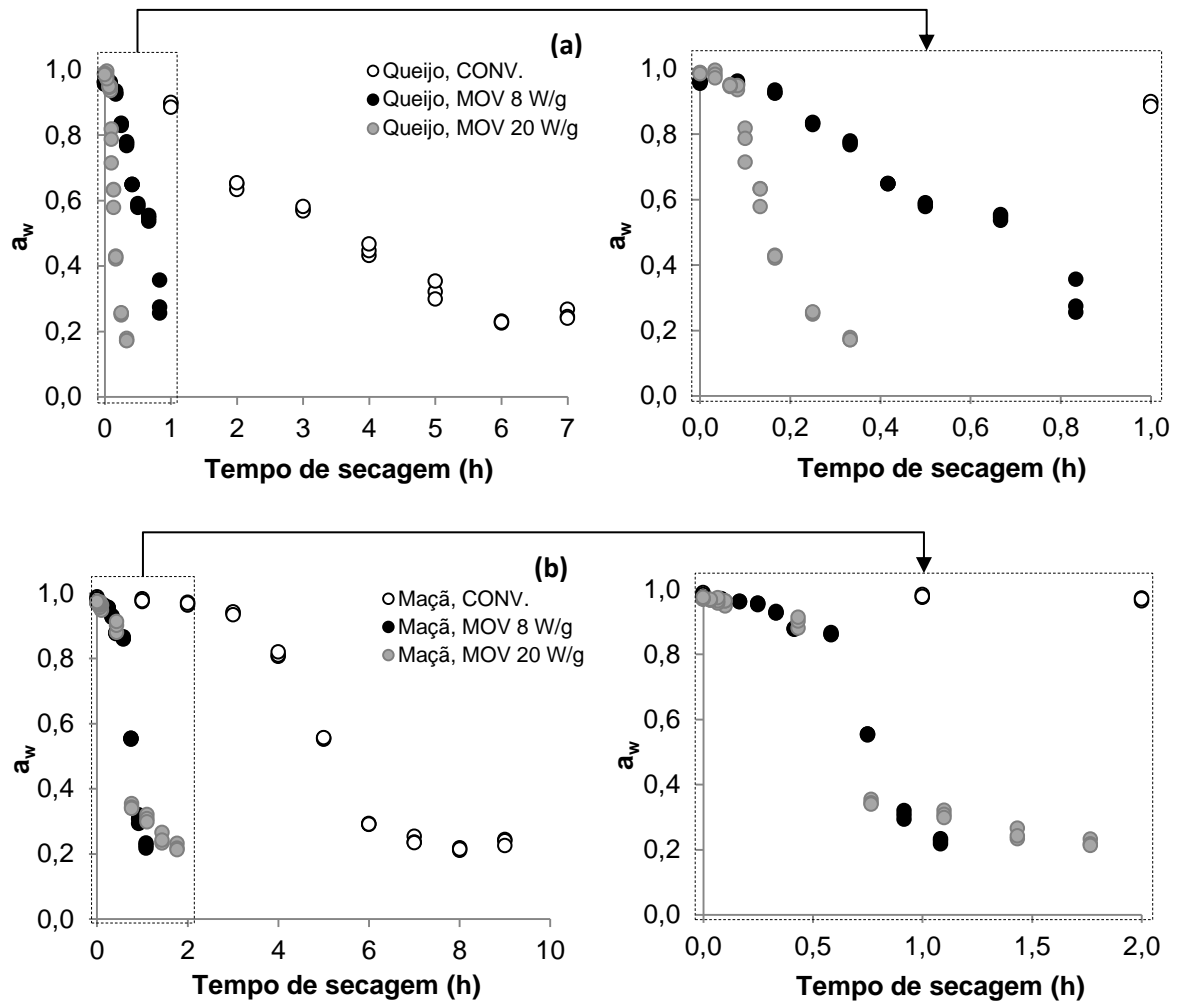 (a)
1,0
0,8
0,6
0,4
0,2
0,0
a_w
0 1 2 3 4 5 6 7
Tempo de secagem (h)
Queijo, CONV.
Queijo, MOV 8 W/g
Queijo, MOV 20 W/g
1,0
0,8
0,6
0,4
0,2
0,0
0,0 0,2 0,4 0,6 0,8 1,0
Tempo de secagem (h)
(b)
1,0
0,8
0,6
0,4
0,2
0,0
a_w
0 2 4 6 8 10
Tempo de secagem (h)
Maçã, CONV.
Maçã, MOV 8 W/g
Maçã, MOV 20 W/g
1,0
0,8
0,6
0,4
0,2
0,0
a_w
0,0 0,5 1,0 1,5 2,0
Tempo de secagem (h)